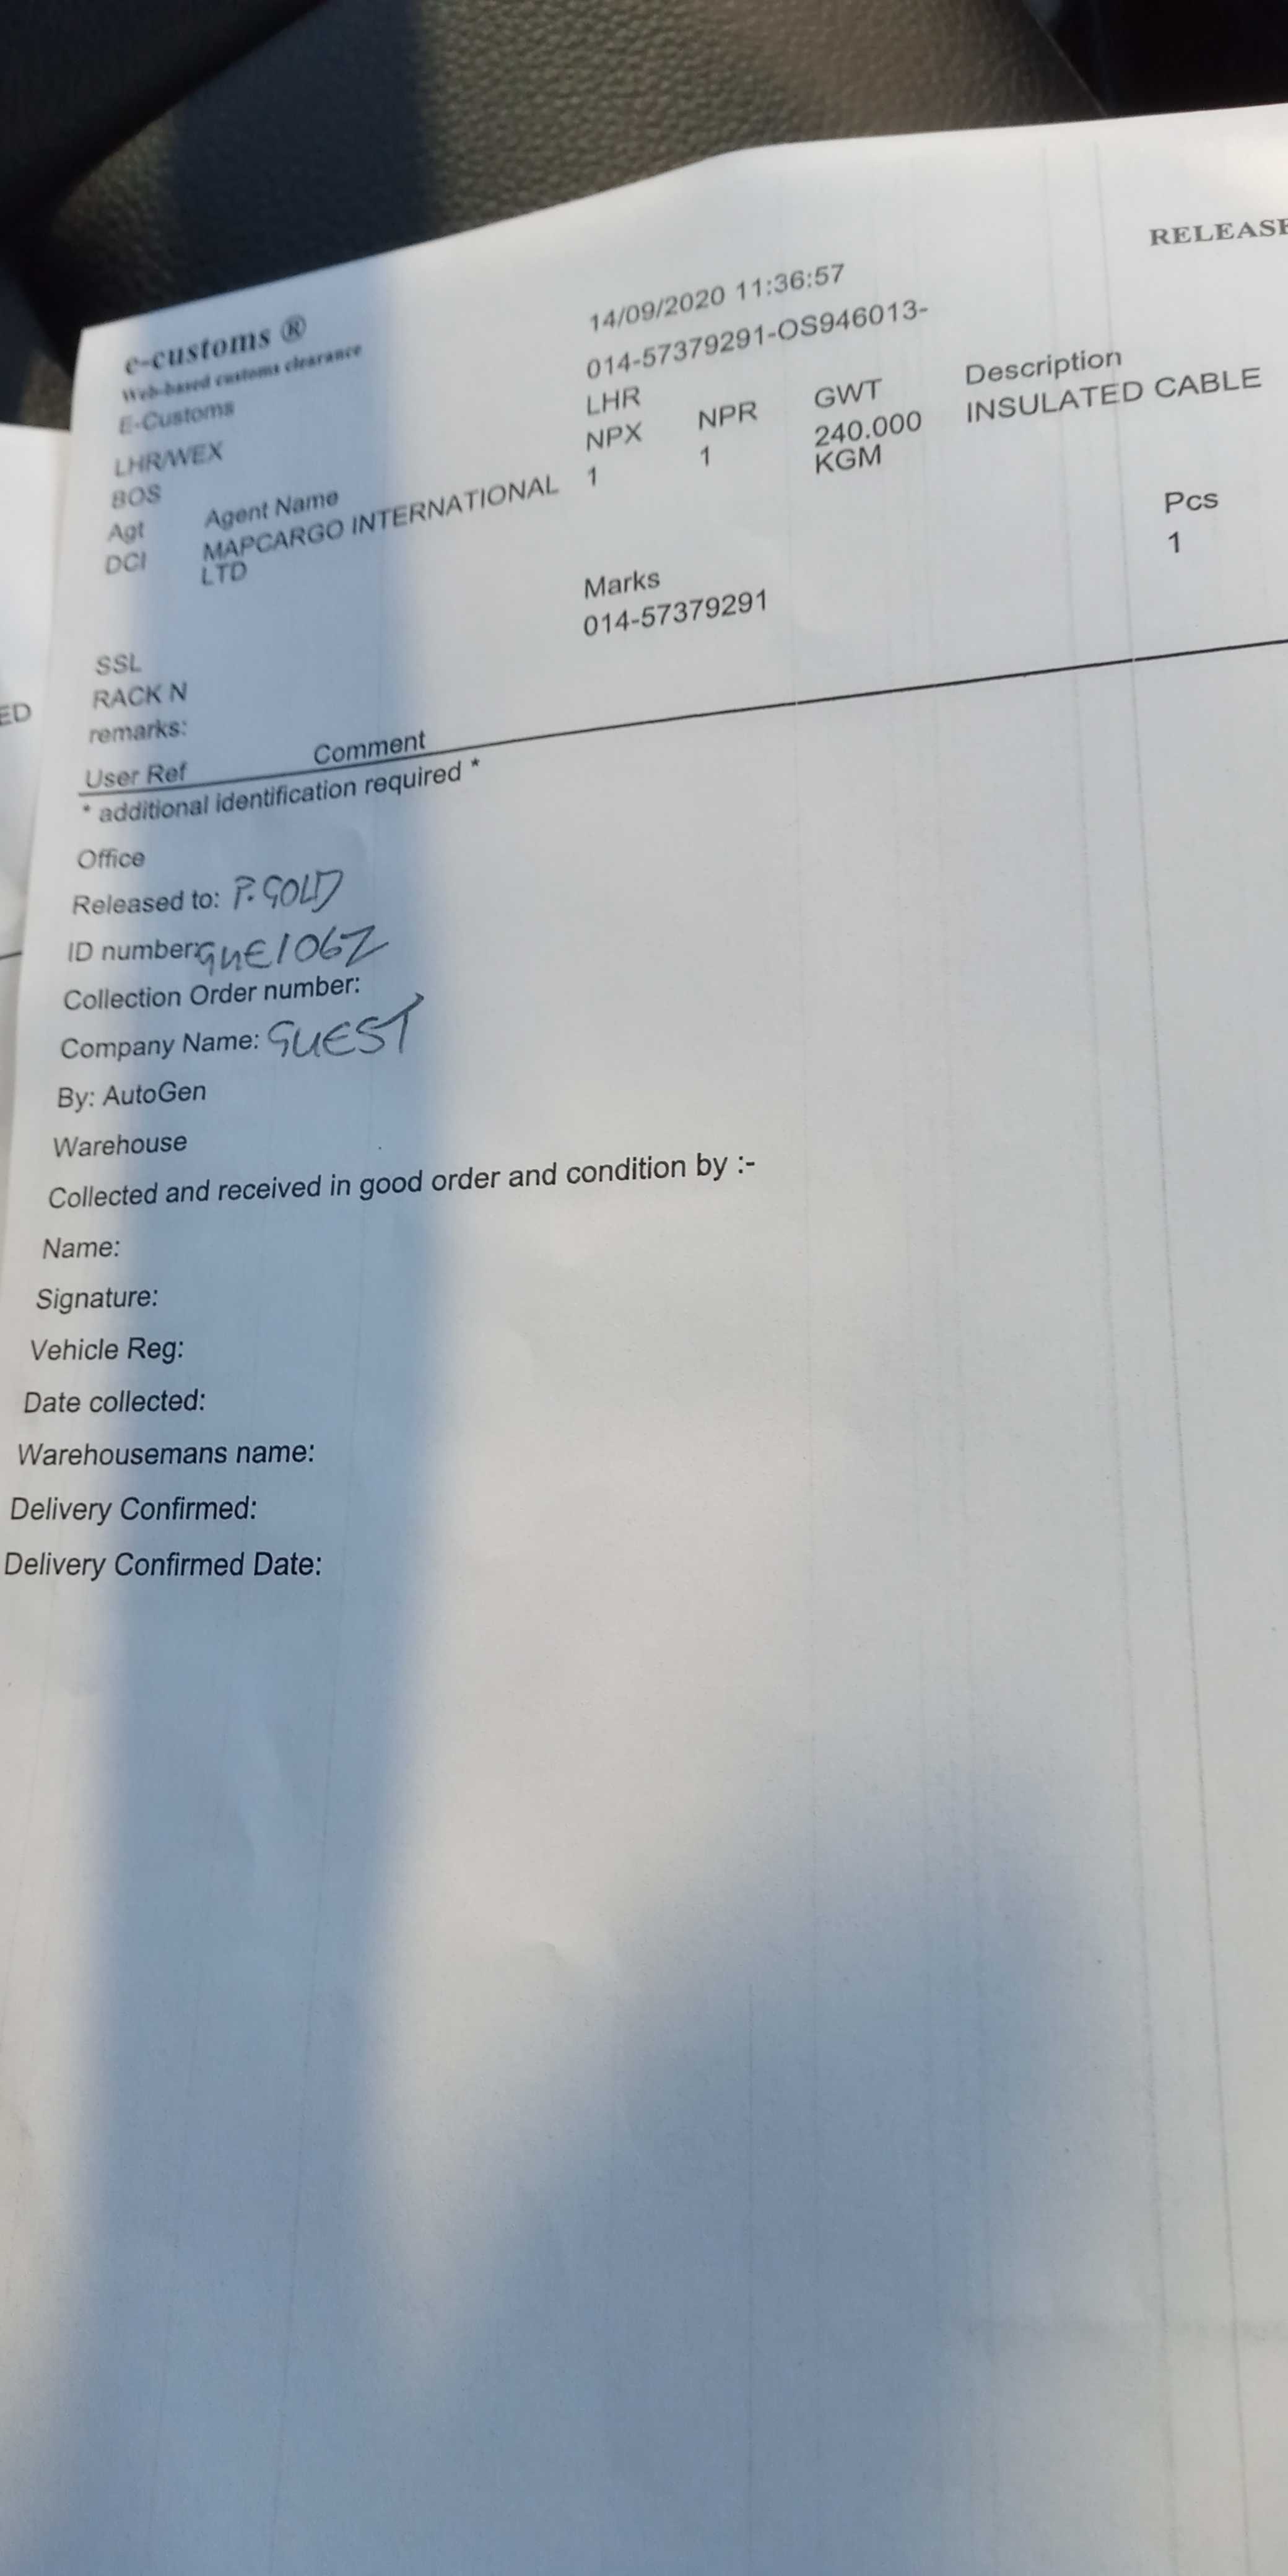 RELEASE
e-customs ®
Web-based customs clearance
E-Customs 14/09/2020 11:36:57
LHR/WEX 014-57379291-OS946013-
BOS LHR
Agt Agent Name NPX NPR GWT Description
DCI MAPCARGO INTERNATIONAL 1 1 240.000 INSULATED CABLE
LTD KGM
Marks Pcs
014-57379291 1
SSL
RACK N
ED
remarks:
User Ref Comment
* additional identification required *
Office
Released to: P. GOLD
ID number: GUE1062
Collection Order number:
Company Name: GUEST
By: AutoGen
Warehouse
Collected and received in good order and condition by :-
Name:
Signature:
Vehicle Reg:
Date collected:
Warehousemans name:
Delivery Confirmed:
Delivery Confirmed Date: